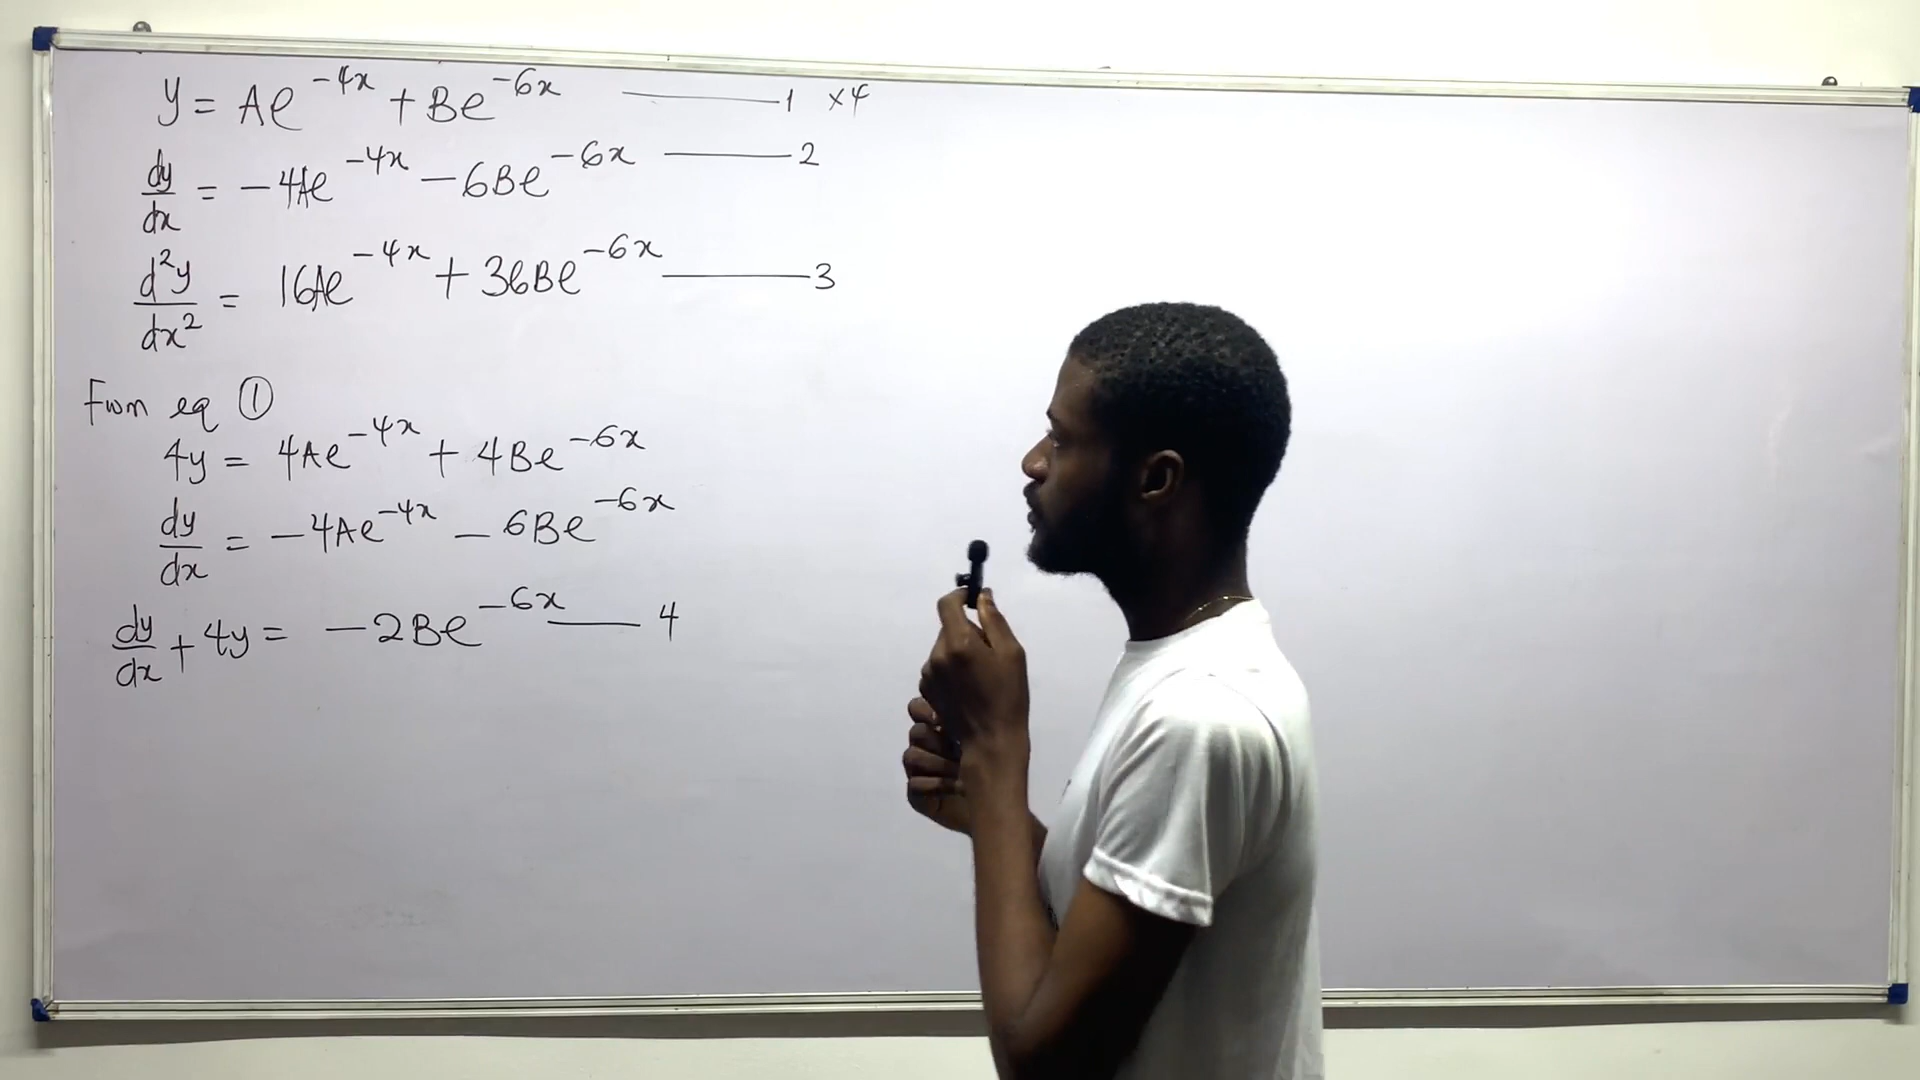 y = Ae^{-4x} + Be^{-6x} ——— 1 ×4
dy/dx = -4Ae^{-4x} - 6Be^{-6x} ——— 2
d²y/dx² = 16Ae^{-4x} + 36Be^{-6x} ——— 3
From eq ①
4y = 4Ae^{-4x} + 4Be^{-6x}
dy/dx = -4Ae^{-4x} - 6Be^{-6x}
dy/dx + 4y = -2Be^{-6x} ——— 4